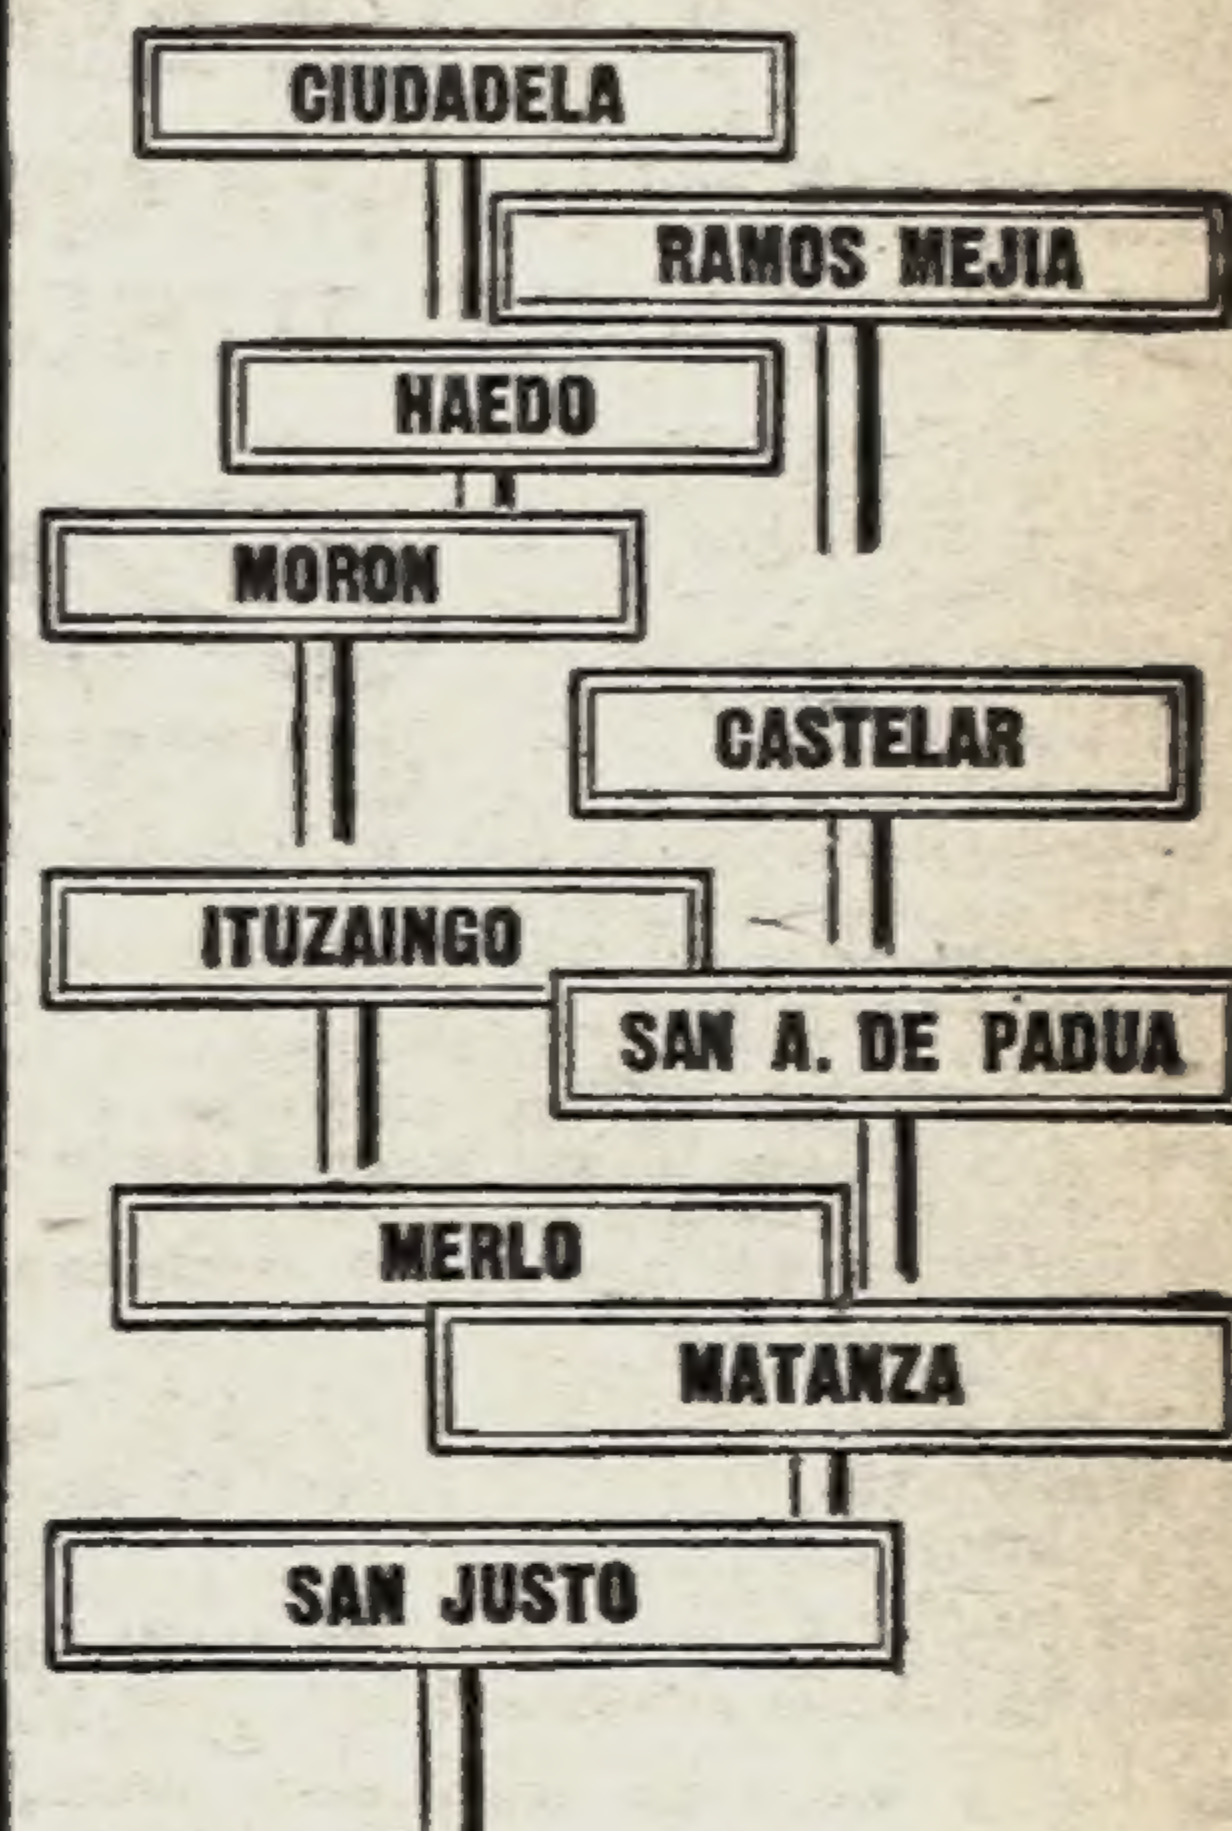 CIUDADELA
RAMOS MEJIA
HAEDO
MORON
CASTELAR
ITUZAINGO
SAN A. DE PADUA
MERLO
MATANZA
SAN JUSTO